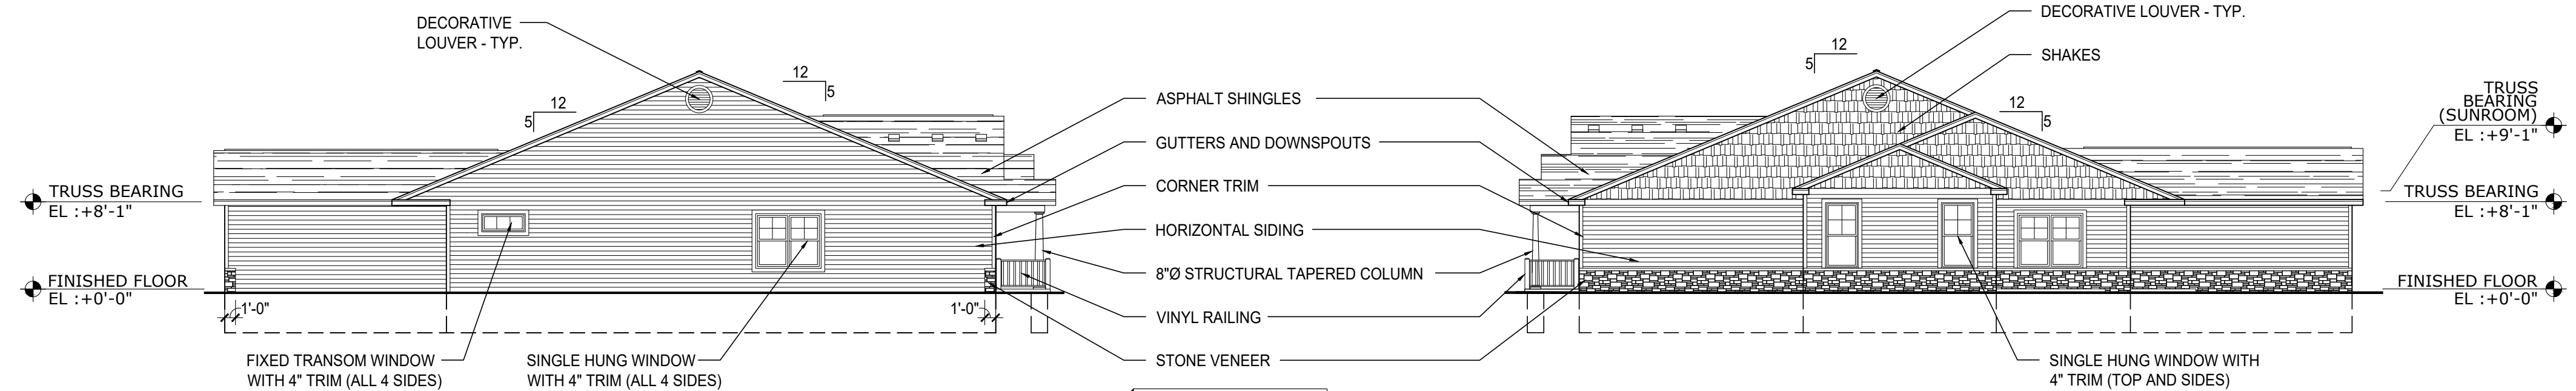 DECORATIVE
LOUVER - TYP.
12
5
12
5
TRUSS BEARING
EL :+8'-1"
FINISHED FLOOR
EL :+0'-0"
1'-0"
1'-0"
FIXED TRANSOM WINDOW
WITH 4" TRIM (ALL 4 SIDES)
SINGLE HUNG WINDOW
WITH 4" TRIM (ALL 4 SIDES)
ASPHALT SHINGLES
GUTTERS AND DOWNSPOUTS
CORNER TRIM
HORIZONTAL SIDING
8"Ø STRUCTURAL TAPERED COLUMN
VINYL RAILING
STONE VENEER
DECORATIVE LOUVER - TYP.
SHAKES
12
5
12
5
TRUSS
BEARING
(SUNROOM)
EL :+9'-1"
TRUSS BEARING
EL :+8'-1"
FINISHED FLOOR
EL :+0'-0"
SINGLE HUNG WINDOW WITH
4" TRIM (TOP AND SIDES)